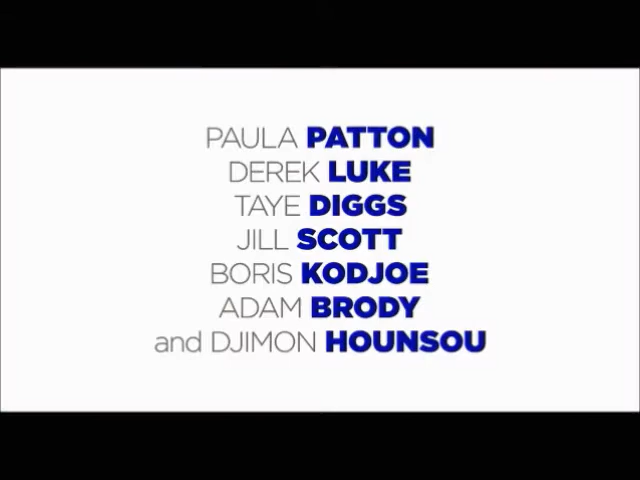 PAULA PATTON
DEREK LUKE
TAYE DIGGS
JILL SCOTT
BORIS KODJOE
ADAM BRODY
and DJIMON HOUNSOU